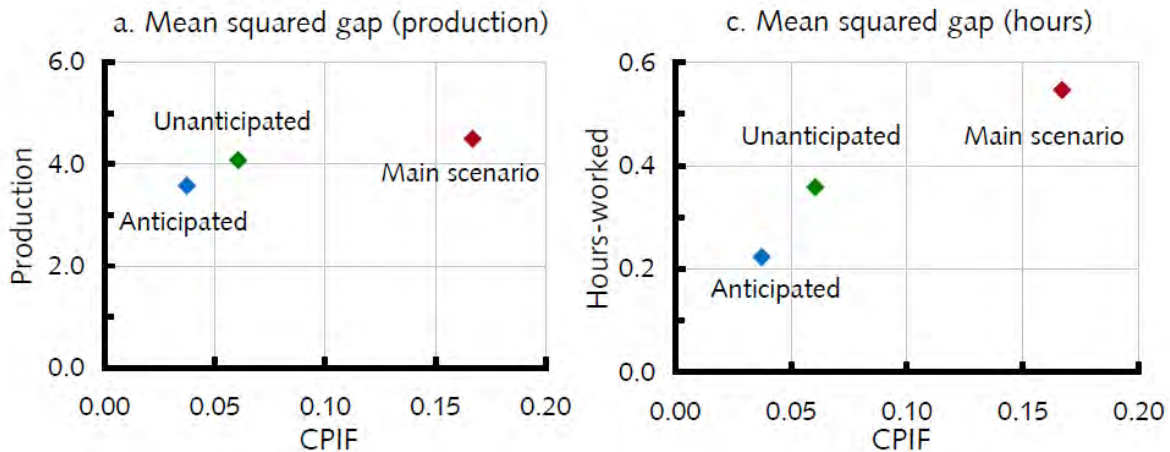 a. Mean squared gap (production)
6.0
4.0
2.0
0.0
Production
Unanticipated
Main scenario
Anticipated
0.00 0.05 0.10 0.15 0.20
CPIF
c. Mean squared gap (hours)
0.6
0.4
0.2
0.0
Hours-worked
Unanticipated
Main scenario
Anticipated
0.00 0.05 0.10 0.15 0.20
CPIF